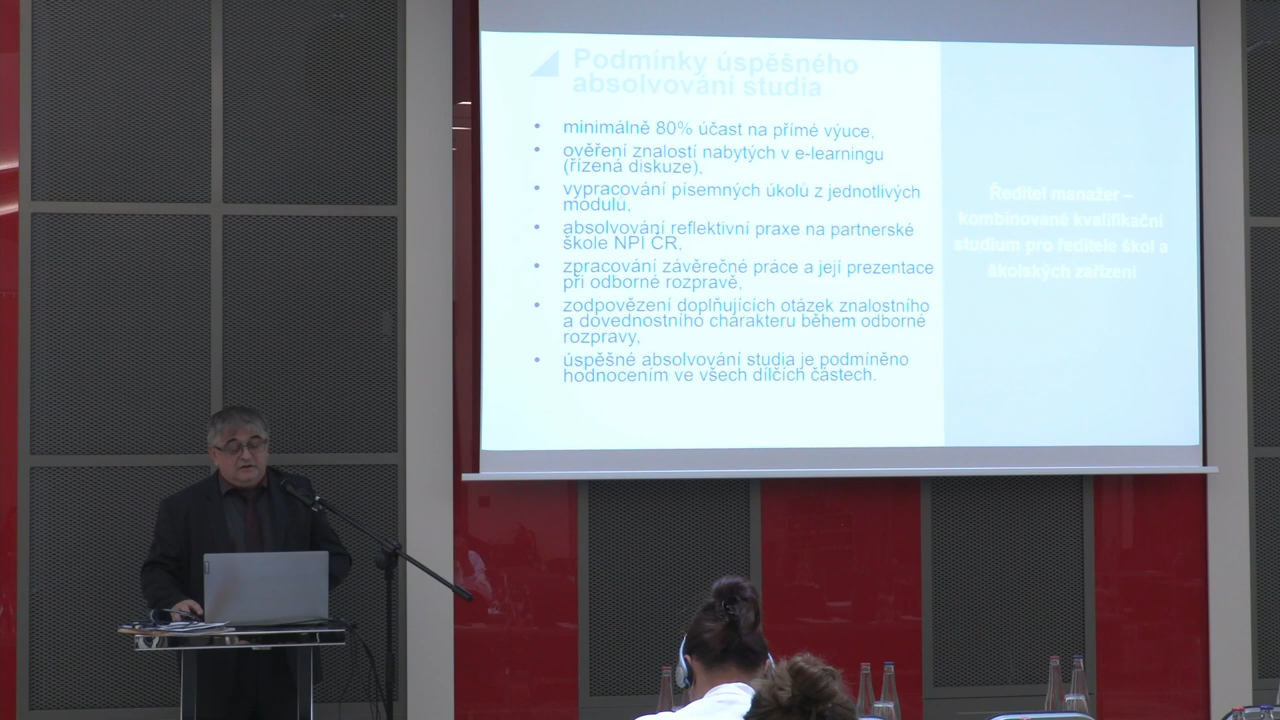 Podmínky úspěšného
absolvování studia
• minimálně 80% účast na přímé výuce,
• ověření znalostí nabytých v e-learningu
(řízená diskuze),
• vypracování písemných úkolů z jednotlivých
modulů,
• absolvování reflektivní praxe na partnerské
škole NPI ČR,
• zpracování závěrečné práce a její prezentace
při odborné rozpravě,
• zodpovězení doplňujících otázek znalostního
a dovednostního charakteru během odborné
rozpravy,
• úspěšné absolvování studia je podmíněno
hodnocením ve všech dílčích částech.
Ředitel manažer –
kombinované kvalifikační
studium pro ředitele škol a
školských zařízení